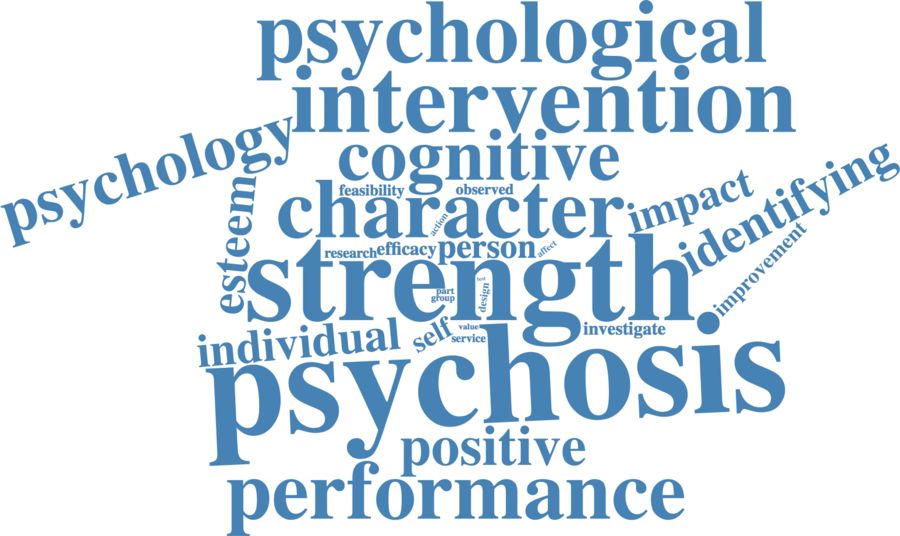 psychological
intervention
psychology
cognitive
esteem
feasibility
observed
character
action
impact
identifying
research
efficacy
person
affect
improvement
strength
test
part
group
design
individual
self
value
service
investigate
psychosis
positive
performance